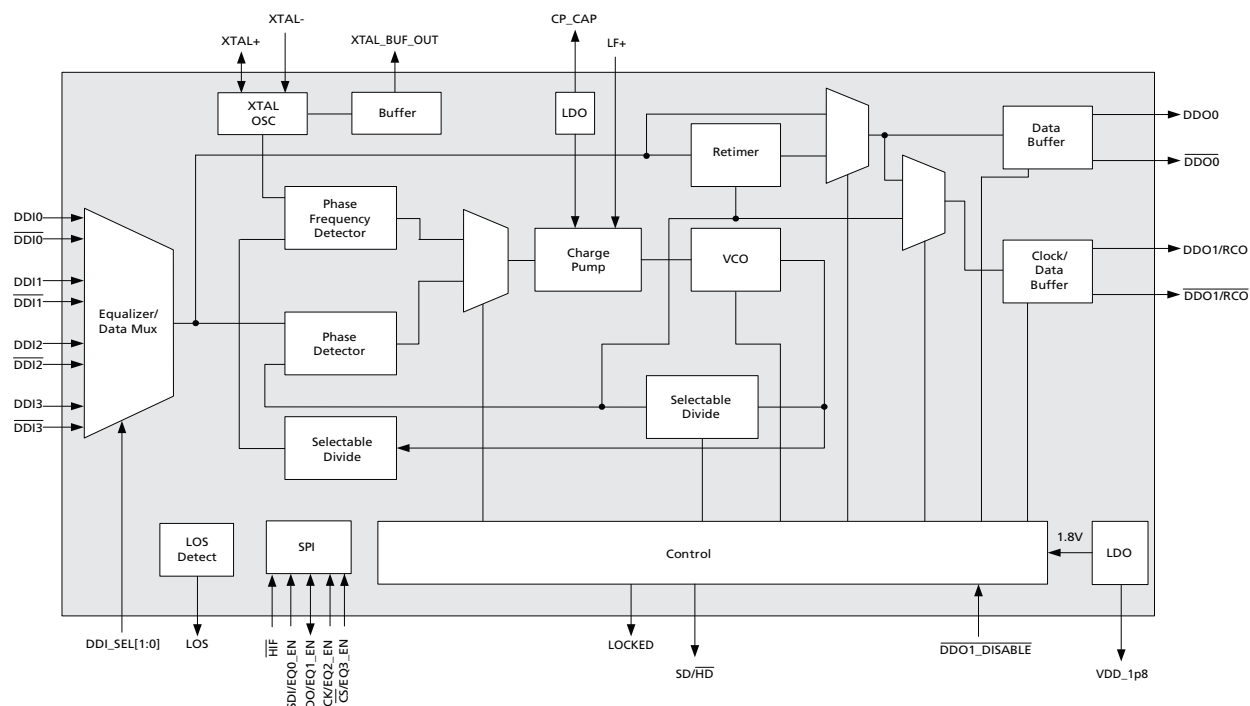 XTAL-
XTAL+
XTAL_BUF_OUT
CP_CAP
LF+
XTAL
OSC
Buffer
LDO
Retimer
Data
Buffer
DDO0
DDO0
Phase
Frequency
Detector
Charge
Pump
VCO
Clock/
Data
Buffer
DDO1/RCO
DDO1/RCO
DDI0
DDI0
DDI1
DDI1
DDI2
DDI2
DDI3
DDI3
Equalizer/
Data Mux
Phase
Detector
Selectable
Divide
Selectable
Divide
LOS
Detect
SPI
Control
1.8V
LDO
DDI_SEL[1:0]
LOS
HIF
SDI/EQ0_EN
DO/EQ1_EN
CK/EQ2_EN
CS/EQ3_EN
LOCKED
SD/HD
DDO1_DISABLE
VDD_1p8